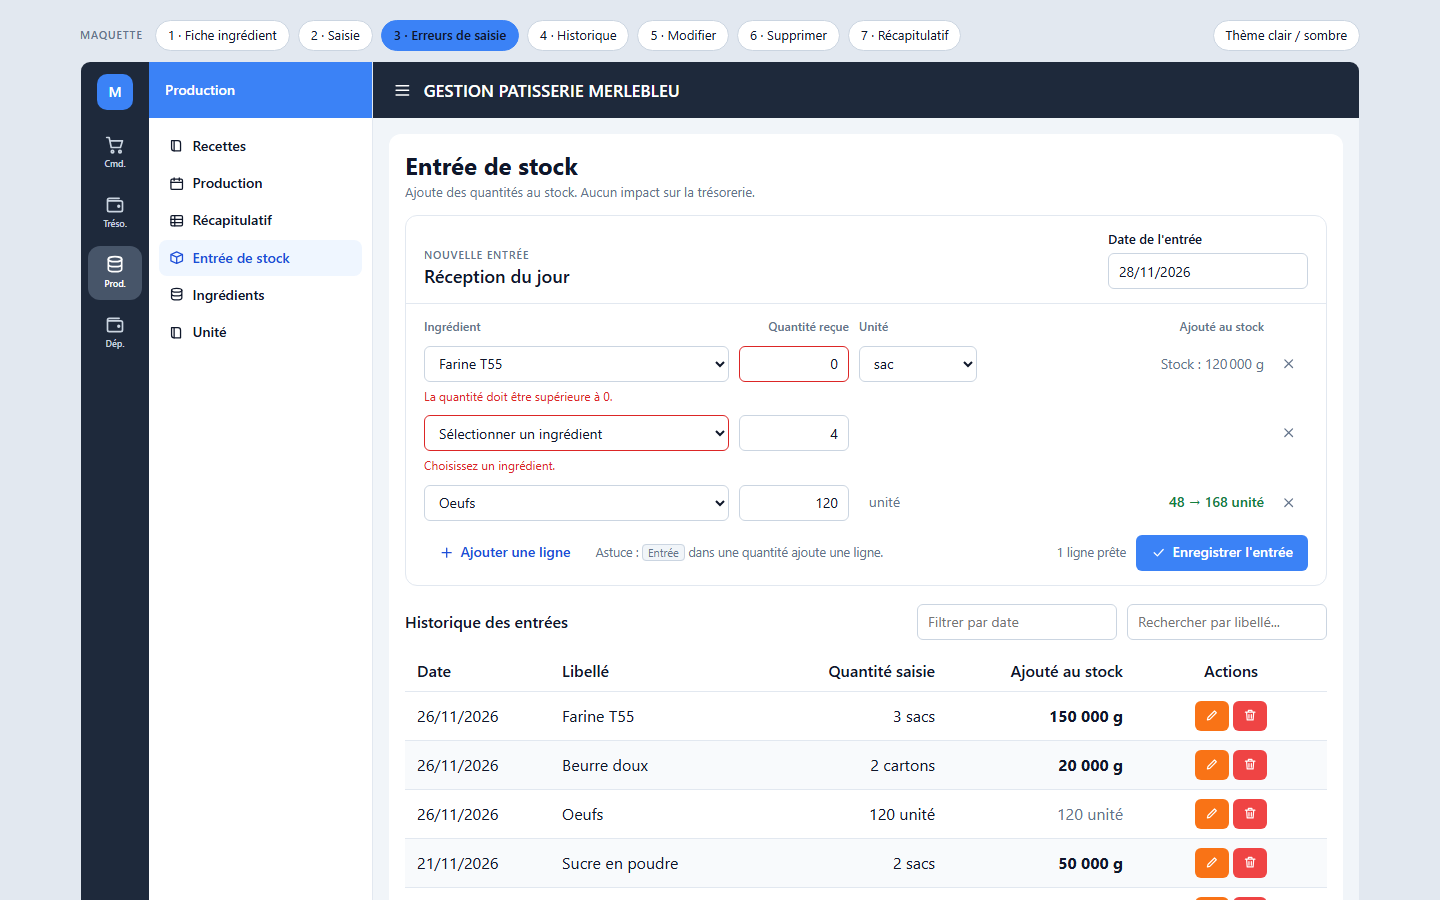 MAQUETTE 1 · Fiche ingrédient 2 · Saisie 3 · Erreurs de saisie 4 · Historique 5 · Modifier 6 · Supprimer 7 · Récapitulatif Thème clair / sombre
M Production GESTION PATISSERIE MERLEBLEU
Cmd.
Tréso.
Prod.
Dép.
Recettes
Production
Récapitulatif
Entrée de stock
Ingrédients
Unité
Entrée de stock
Ajoute des quantités au stock. Aucun impact sur la trésorerie.
NOUVELLE ENTRÉE
Réception du jour
Date de l'entrée
28/11/2026
Ingrédient Quantité reçue Unité Ajouté au stock
Farine T55 0 sac Stock : 120 000 g
La quantité doit être supérieure à 0.
Sélectionner un ingrédient 4
Choisissez un ingrédient.
Oeufs 120 unité 48 → 168 unité
Ajouter une ligne Astuce : Entrée dans une quantité ajoute une ligne. 1 ligne prête Enregistrer l'entrée
Historique des entrées Filtrer par date Rechercher par libellé...
Date Libellé Quantité saisie Ajouté au stock Actions
26/11/2026 Farine T55 3 sacs 150 000 g
26/11/2026 Beurre doux 2 cartons 20 000 g
26/11/2026 Oeufs 120 unité 120 unité
21/11/2026 Sucre en poudre 2 sacs 50 000 g